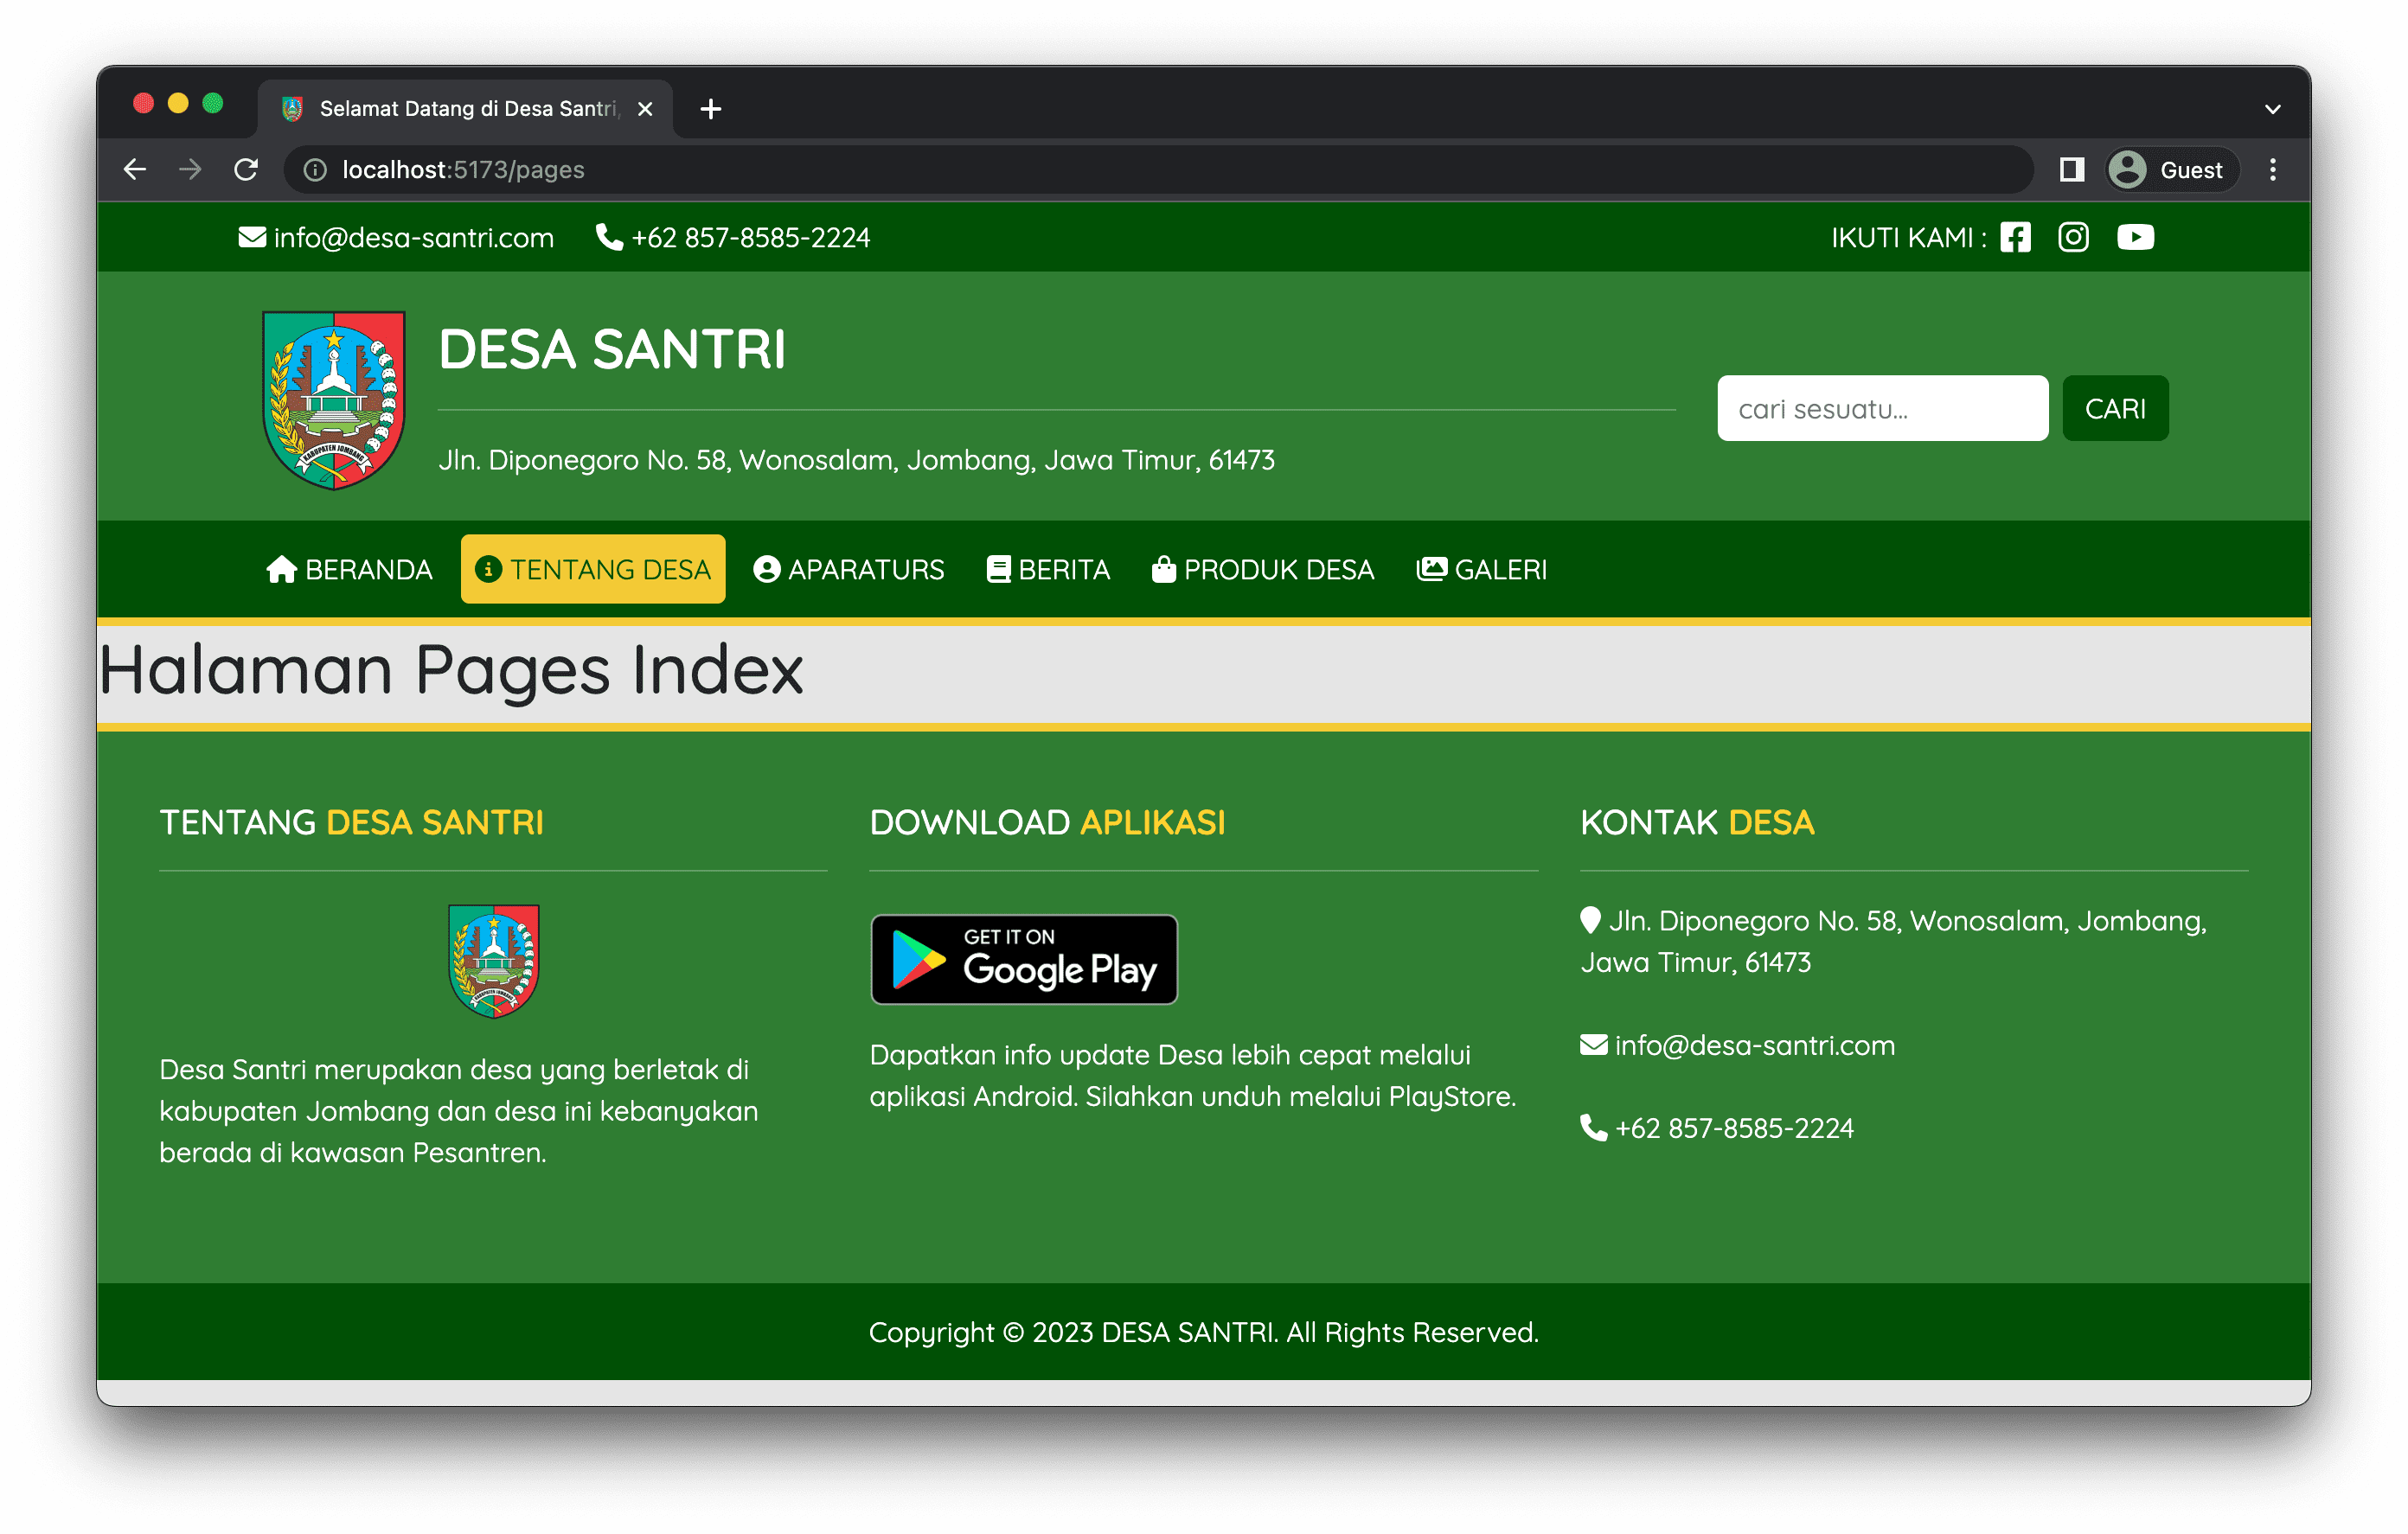 Selamat Datang di Desa Santri,
localhost:5173/pages
Guest
info@desa-santri.com +62 857-8585-2224 IKUTI KAMI :
DESA SANTRI
Jln. Diponegoro No. 58, Wonosalam, Jombang, Jawa Timur, 61473
KABUPATEN JOMBANG
cari sesuatu... CARI
BERANDA TENTANG DESA APARATURS BERITA PRODUK DESA GALERI
Halaman Pages Index
TENTANG DESA SANTRI
KABUPATEN JOMBANG
Desa Santri merupakan desa yang berletak di
kabupaten Jombang dan desa ini kebanyakan
berada di kawasan Pesantren.
DOWNLOAD APLIKASI
GET IT ON
Google Play
Dapatkan info update Desa lebih cepat melalui
aplikasi Android. Silahkan unduh melalui PlayStore.
KONTAK DESA
Jln. Diponegoro No. 58, Wonosalam, Jombang,
Jawa Timur, 61473
info@desa-santri.com
+62 857-8585-2224
Copyright © 2023 DESA SANTRI. All Rights Reserved.